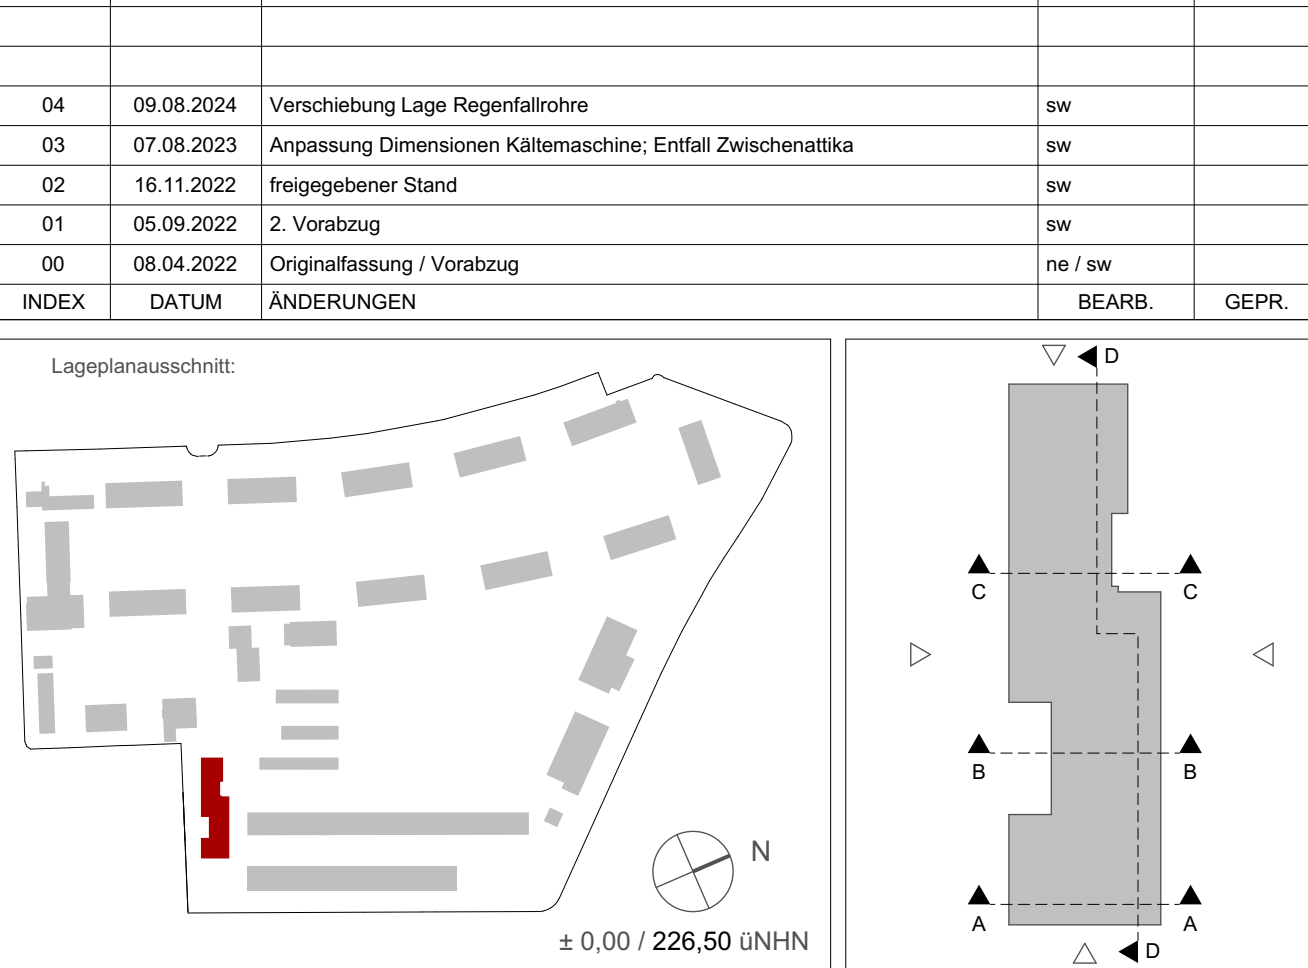 04 09.08.2024 Verschiebung Lage Regenfallrohre sw
03 07.08.2023 Anpassung Dimensionen Kältemaschine; Entfall Zwischenattika sw
02 16.11.2022 freigegebener Stand sw
01 05.09.2022 2. Vorabzug sw
00 08.04.2022 Originalfassung / Vorabzug ne / sw
INDEX DATUM ÄNDERUNGEN BEARB. GEPR.
Lageplanausschnitt:
N
± 0,00 / 226,50 üNHN
D
C C
B B
A A
D